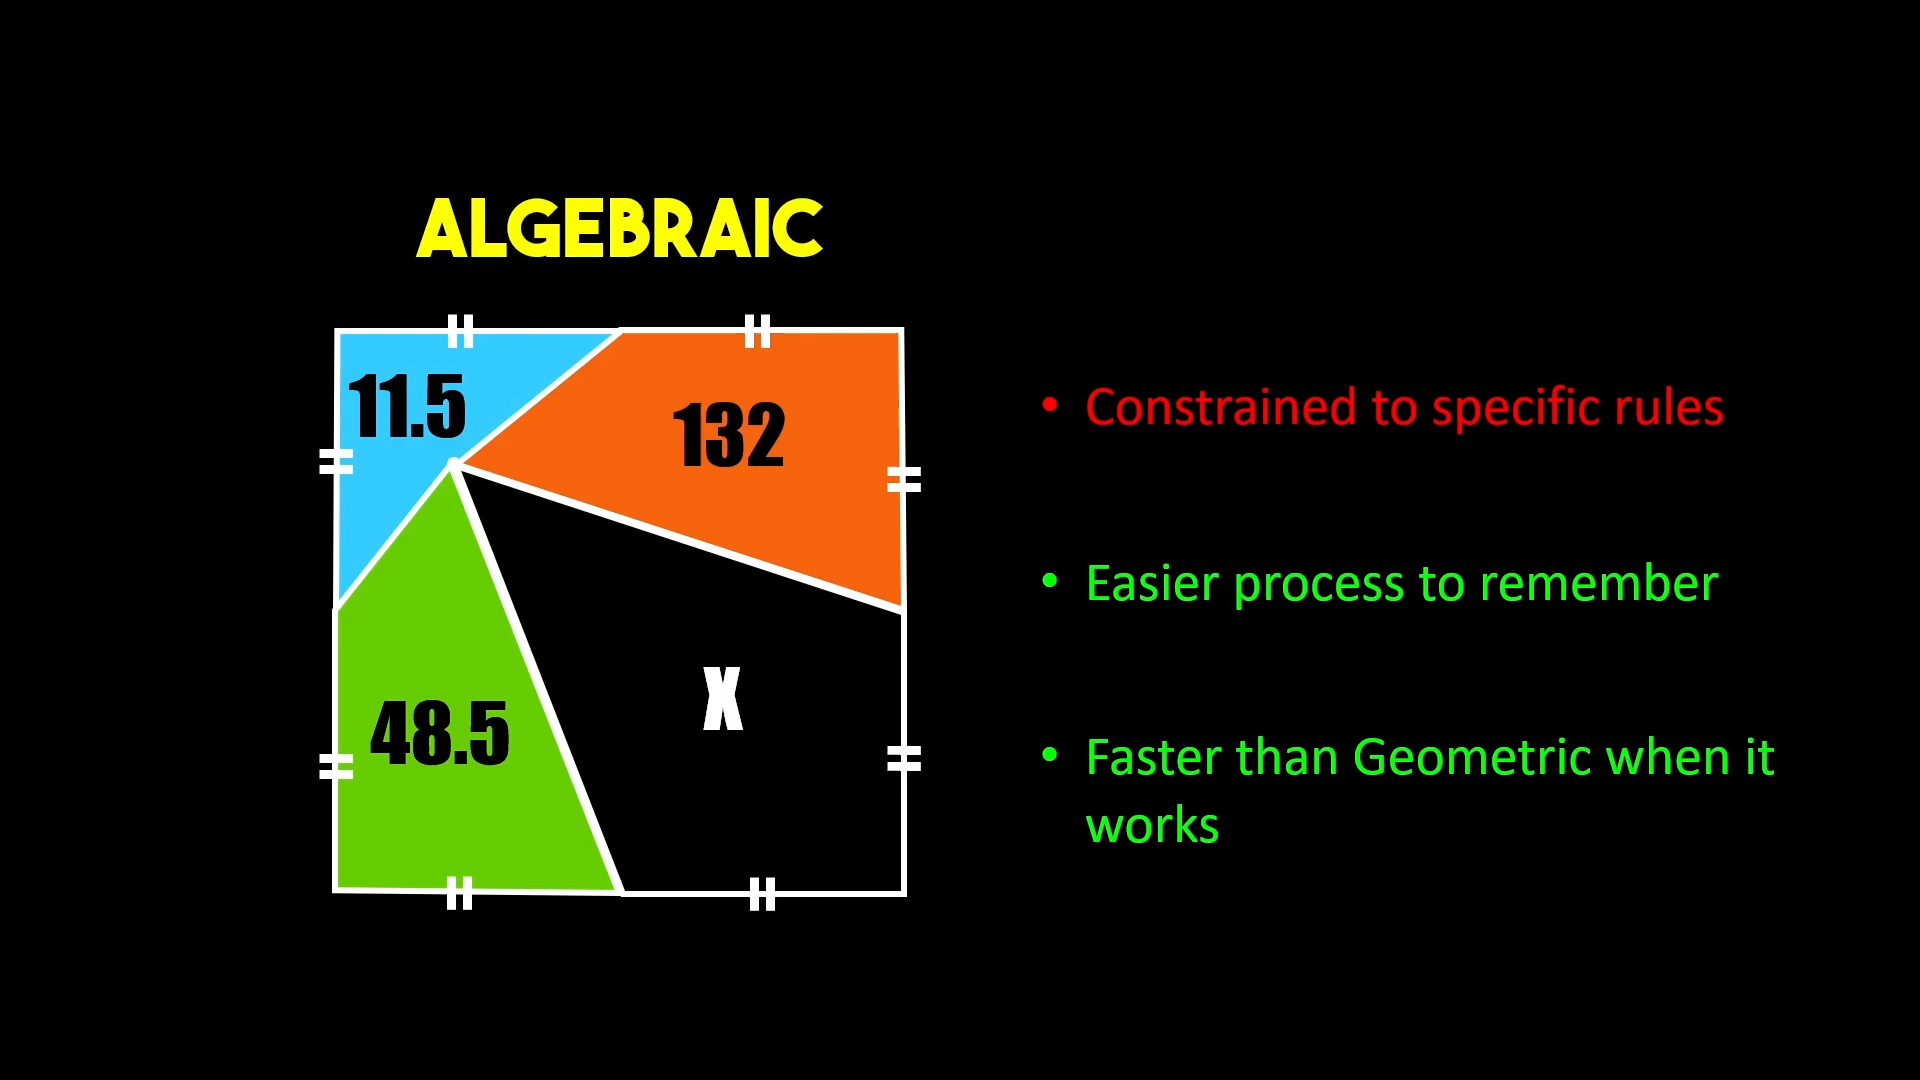 ALGEBRAIC
11.5
132
48.5
X
• Constrained to specific rules
• Easier process to remember
• Faster than Geometric when it
works